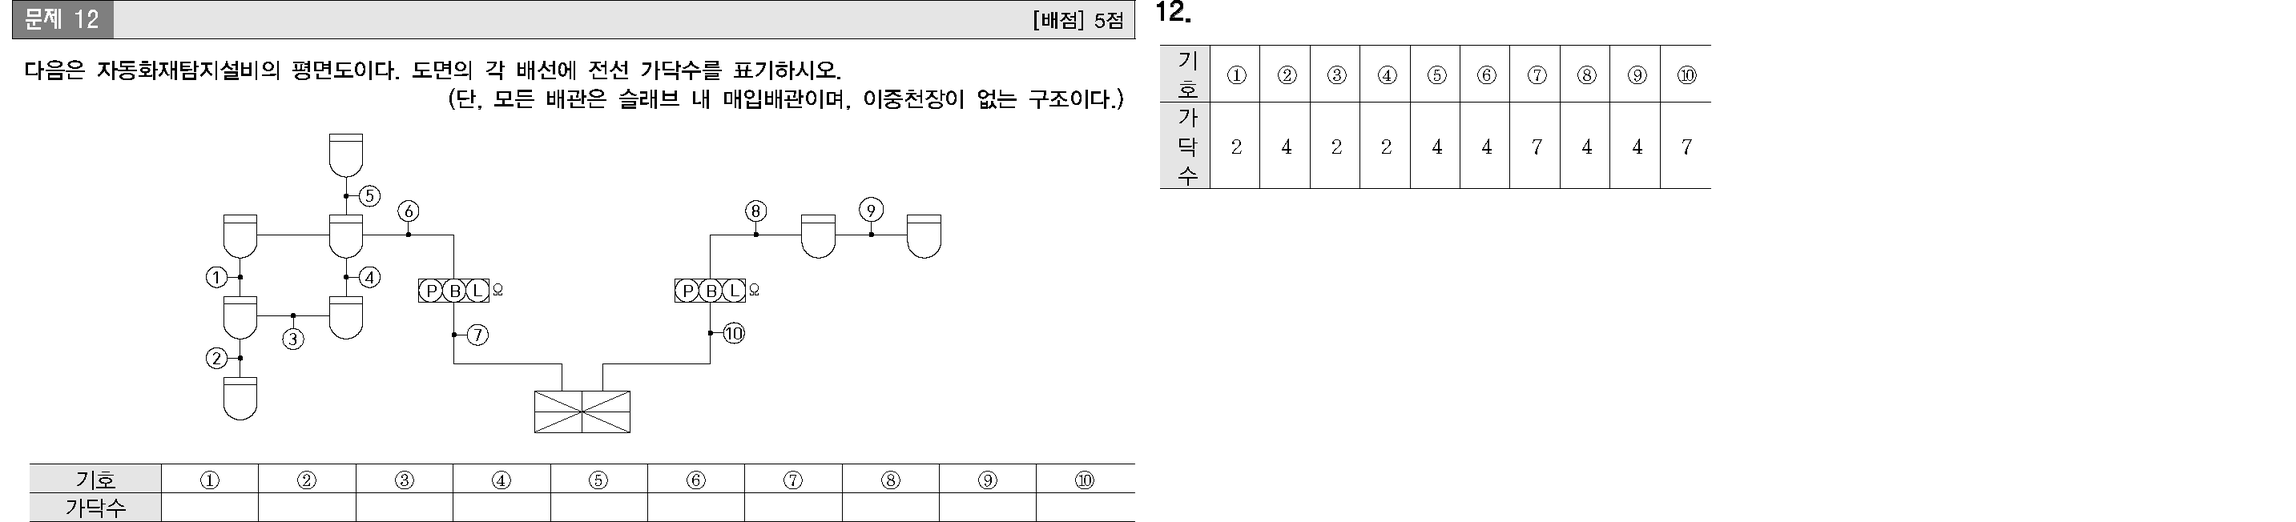 문제 12 [배점] 5점
다음은 자동화재탐지설비의 평면도이다. 도면의 각 배선에 전선 가닥수를 표기하시오.
(단, 모든 배관은 슬래브 내 매입배관이며, 이중천장이 없는 구조이다.)
⑤
⑥ ⑧ ⑨
① ④
P B L Ω P B L Ω
③ ⑦ ⑩
②
기호 ① ② ③ ④ ⑤ ⑥ ⑦ ⑧ ⑨ ⑩
가닥수
12.
기호 ① ② ③ ④ ⑤ ⑥ ⑦ ⑧ ⑨ ⑩
가닥수 2 4 2 2 4 4 7 4 4 7